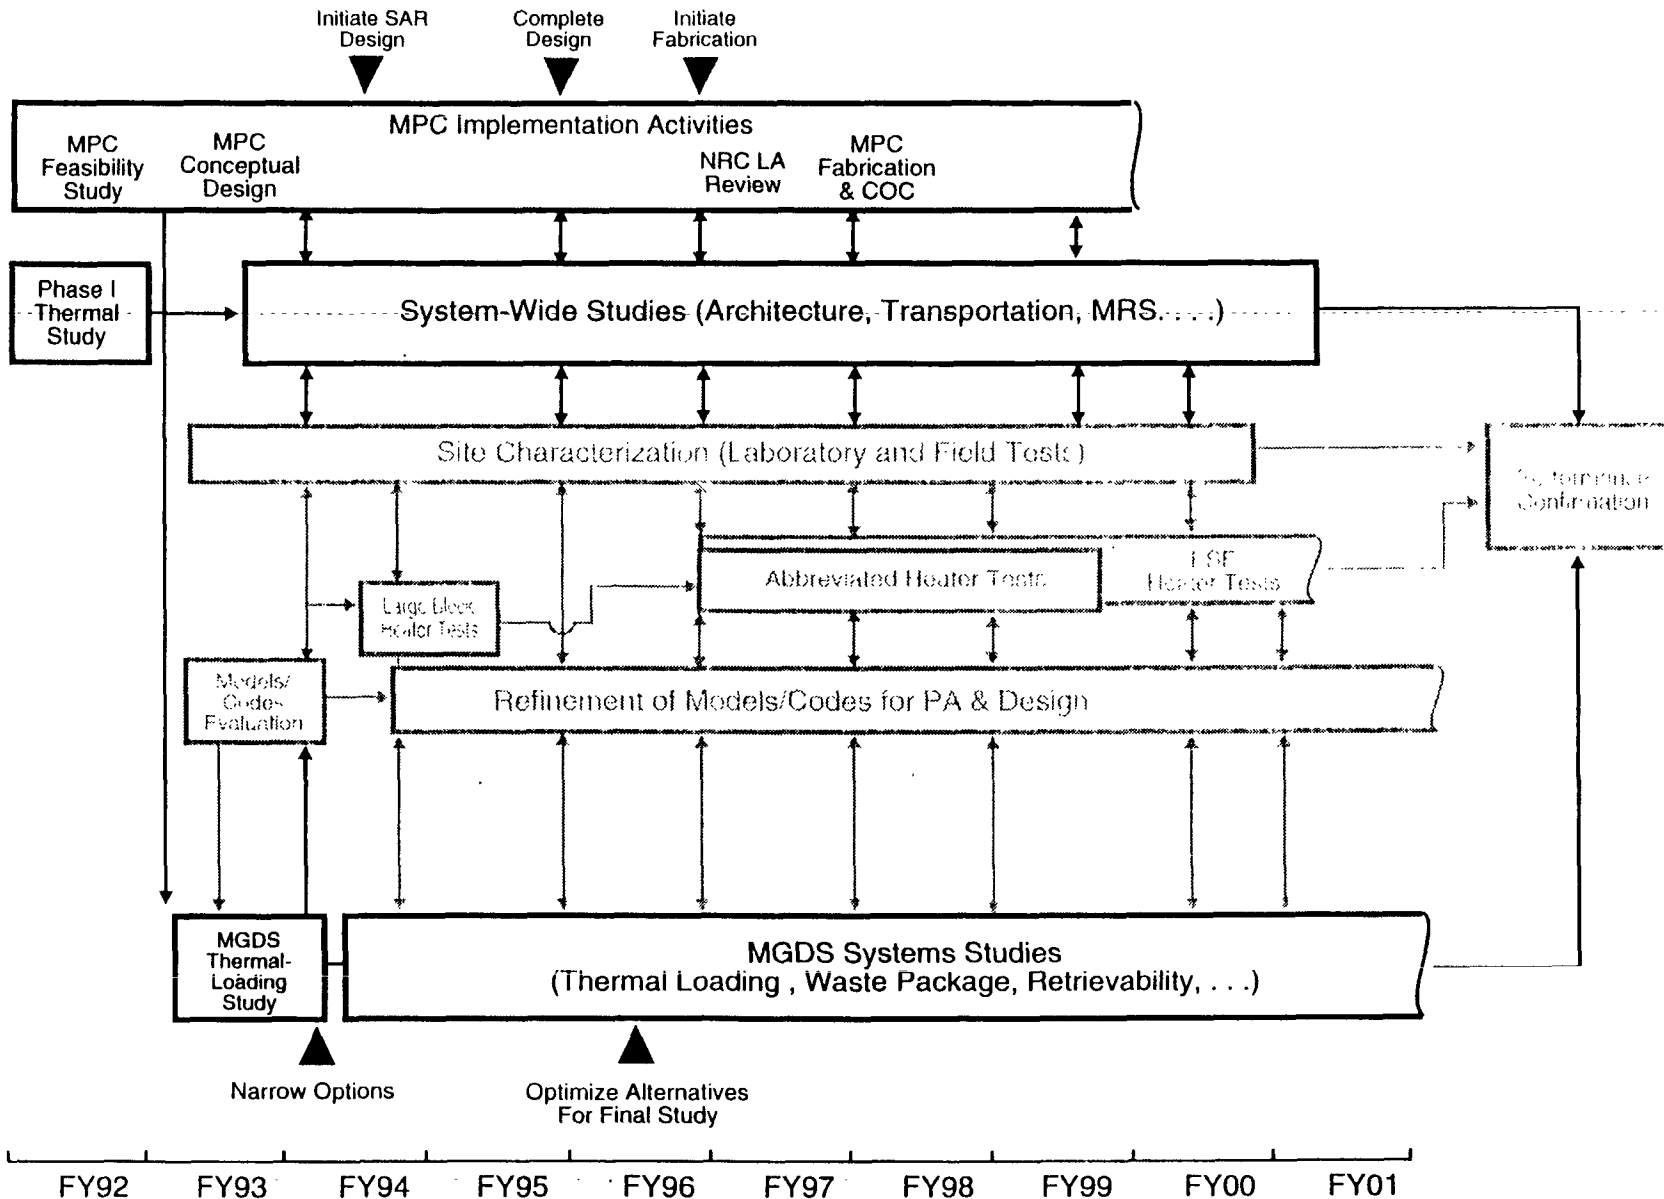 Initiate SAR
Design
Complete
Design
Initiate
Fabrication
MPC Implementation Activities
MPC
Feasibility
Study
MPC
Conceptual
Design
NRC LA
Review
MPC
Fabrication
& COC
Phase I
Thermal
Study
System-Wide Studies (Architecture, Transportation, MRS. . . .)
Site Characterization (Laboratory and Field Tests)
Confirmation
Abbreviated Heater Tests
Heater Tests
Large Block
Heater Tests
Models/
Codes
Evaluation
Refinement of Models/Codes for PA & Design
MGDS
Thermal-
Loading
Study
MGDS Systems Studies
(Thermal Loading , Waste Package, Retrievability, . . .)
Narrow Options
Optimize Alternatives
For Final Study
FY92 FY93 FY94 FY95 FY96 FY97 FY98 FY99 FY00 FY01